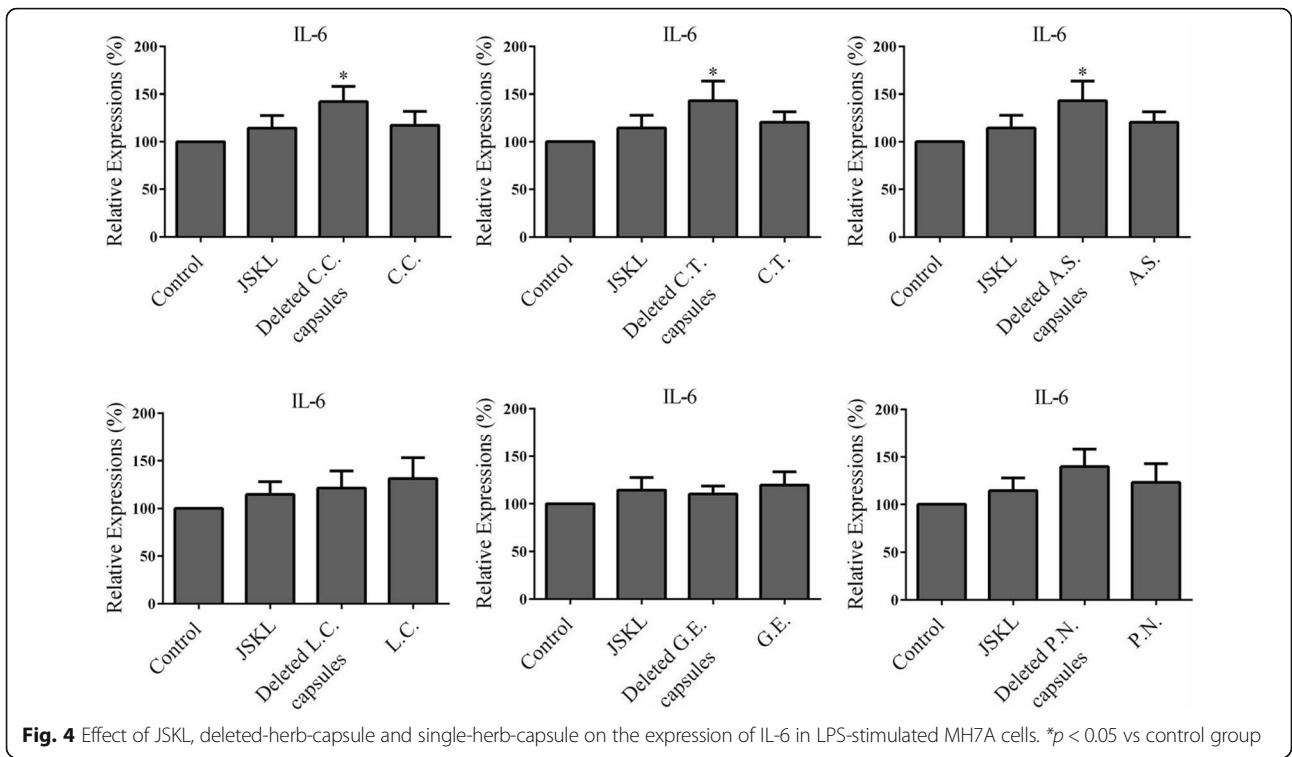 IL-6
200
150
100
50
0
Relative Expressions (%)
*
Control
JSKL
Deleted C.C.
capsules
C.C.
IL-6
200
150
100
50
0
Relative Expressions (%)
*
Control
JSKL
Deleted C.T.
capsules
C.T.
IL-6
200
150
100
50
0
Relative Expressions (%)
*
Control
JSKL
Deleted A.S.
capsules
A.S.
IL-6
200
150
100
50
0
Relative Expressions (%)
Control
JSKL
Deleted L.C.
capsules
L.C.
IL-6
200
150
100
50
0
Relative Expressions (%)
Control
JSKL
Deleted G.E.
capsules
G.E.
IL-6
200
150
100
50
0
Relative Expressions (%)
Control
JSKL
Deleted P.N.
capsules
P.N.
Fig. 4 Effect of JSKL, deleted-herb-capsule and single-herb-capsule on the expression of IL-6 in LPS-stimulated MH7A cells. *p < 0.05 vs control group